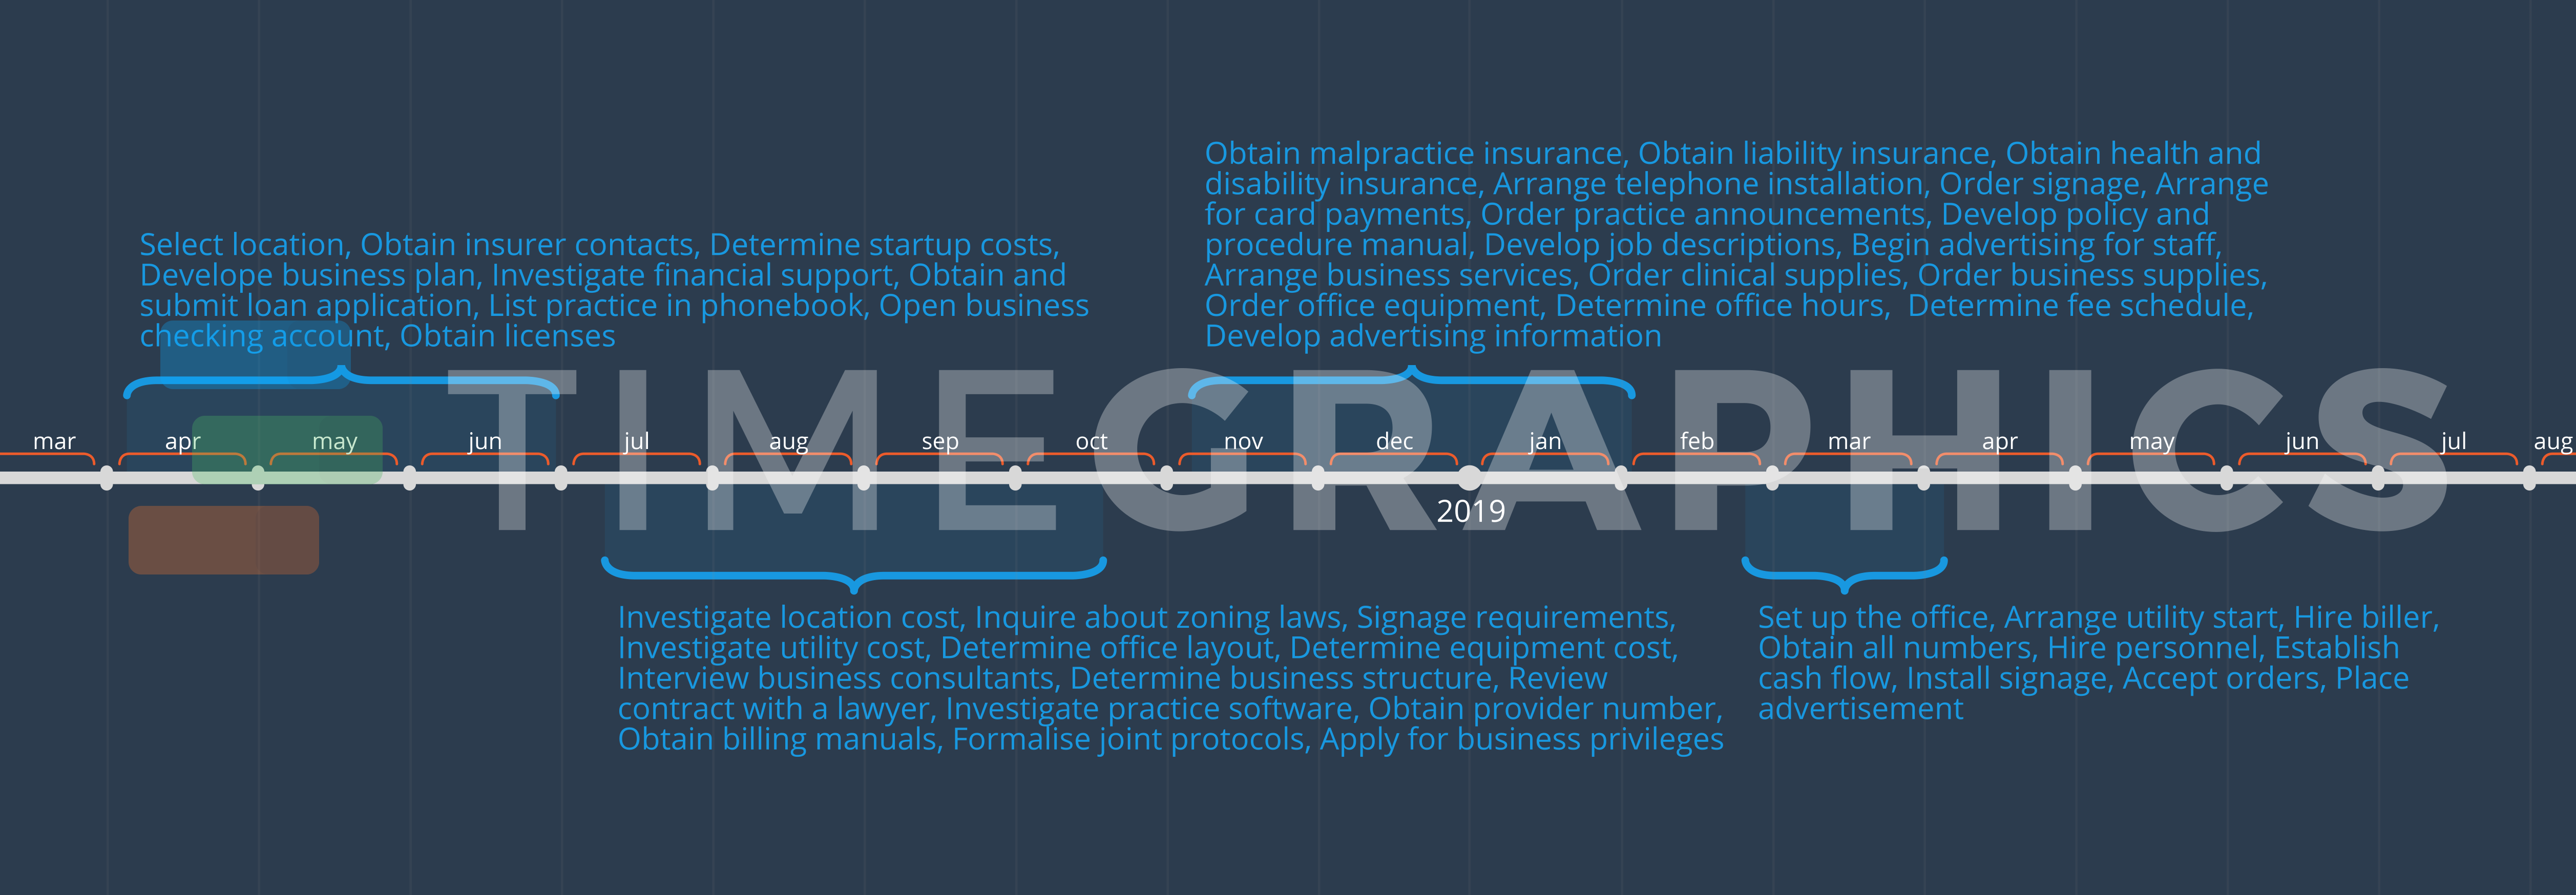 Obtain malpractice insurance, Obtain liability insurance, Obtain health and
disability insurance, Arrange telephone installation, Order signage, Arrange
for card payments, Order practice announcements, Develop policy and
procedure manual, Develop job descriptions, Begin advertising for staff,
Arrange business services, Order clinical supplies, Order business supplies,
Order office equipment, Determine office hours,  Determine fee schedule,
Develop advertising information
Select location, Obtain insurer contacts, Determine startup costs,
Develope business plan, Investigate financial support, Obtain and
submit loan application, List practice in phonebook, Open business
checking account, Obtain licenses
TIMEGRAPHICS
mar apr may jun jul aug sep oct nov dec jan feb mar apr may jun jul aug
2019
Investigate location cost, Inquire about zoning laws, Signage requirements,
Investigate utility cost, Determine office layout, Determine equipment cost,
Interview business consultants, Determine business structure, Review
contract with a lawyer, Investigate practice software, Obtain provider number,
Obtain billing manuals, Formalise joint protocols, Apply for business privileges
Set up the office, Arrange utility start, Hire biller,
Obtain all numbers, Hire personnel, Establish
cash flow, Install signage, Accept orders, Place
advertisement